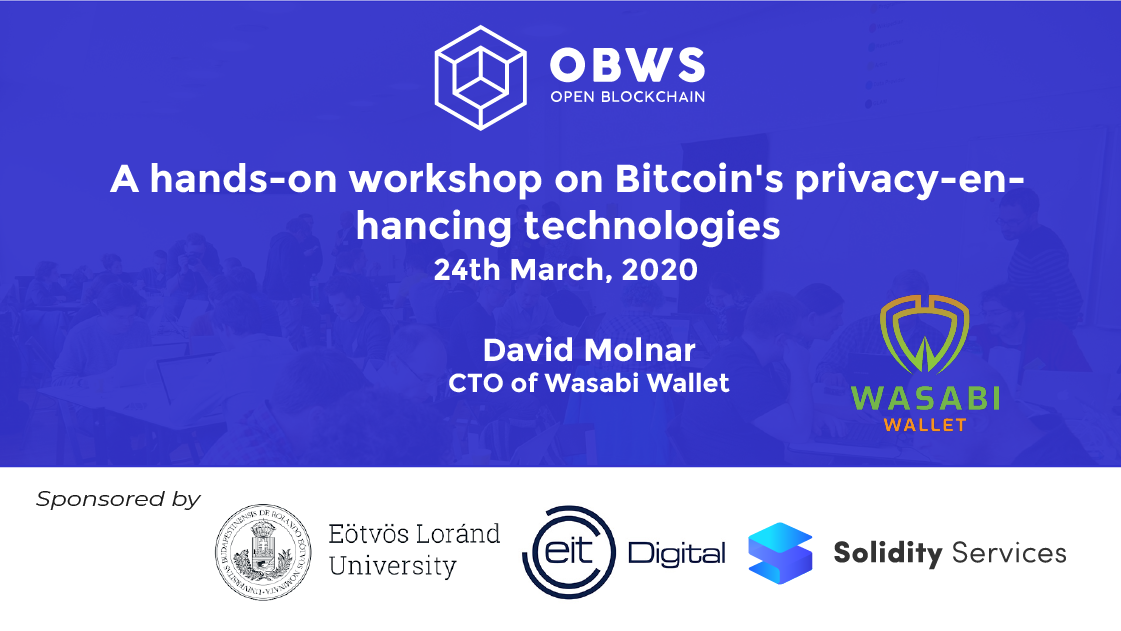 OBWS
OPEN BLOCKCHAIN
A hands-on workshop on Bitcoin's privacy-en-
hancing technologies
24th March, 2020
David Molnar
CTO of Wasabi Wallet
WASABI
WALLET
Sponsored by
Eötvös Loránd
University
eit Digital
Solidity Services